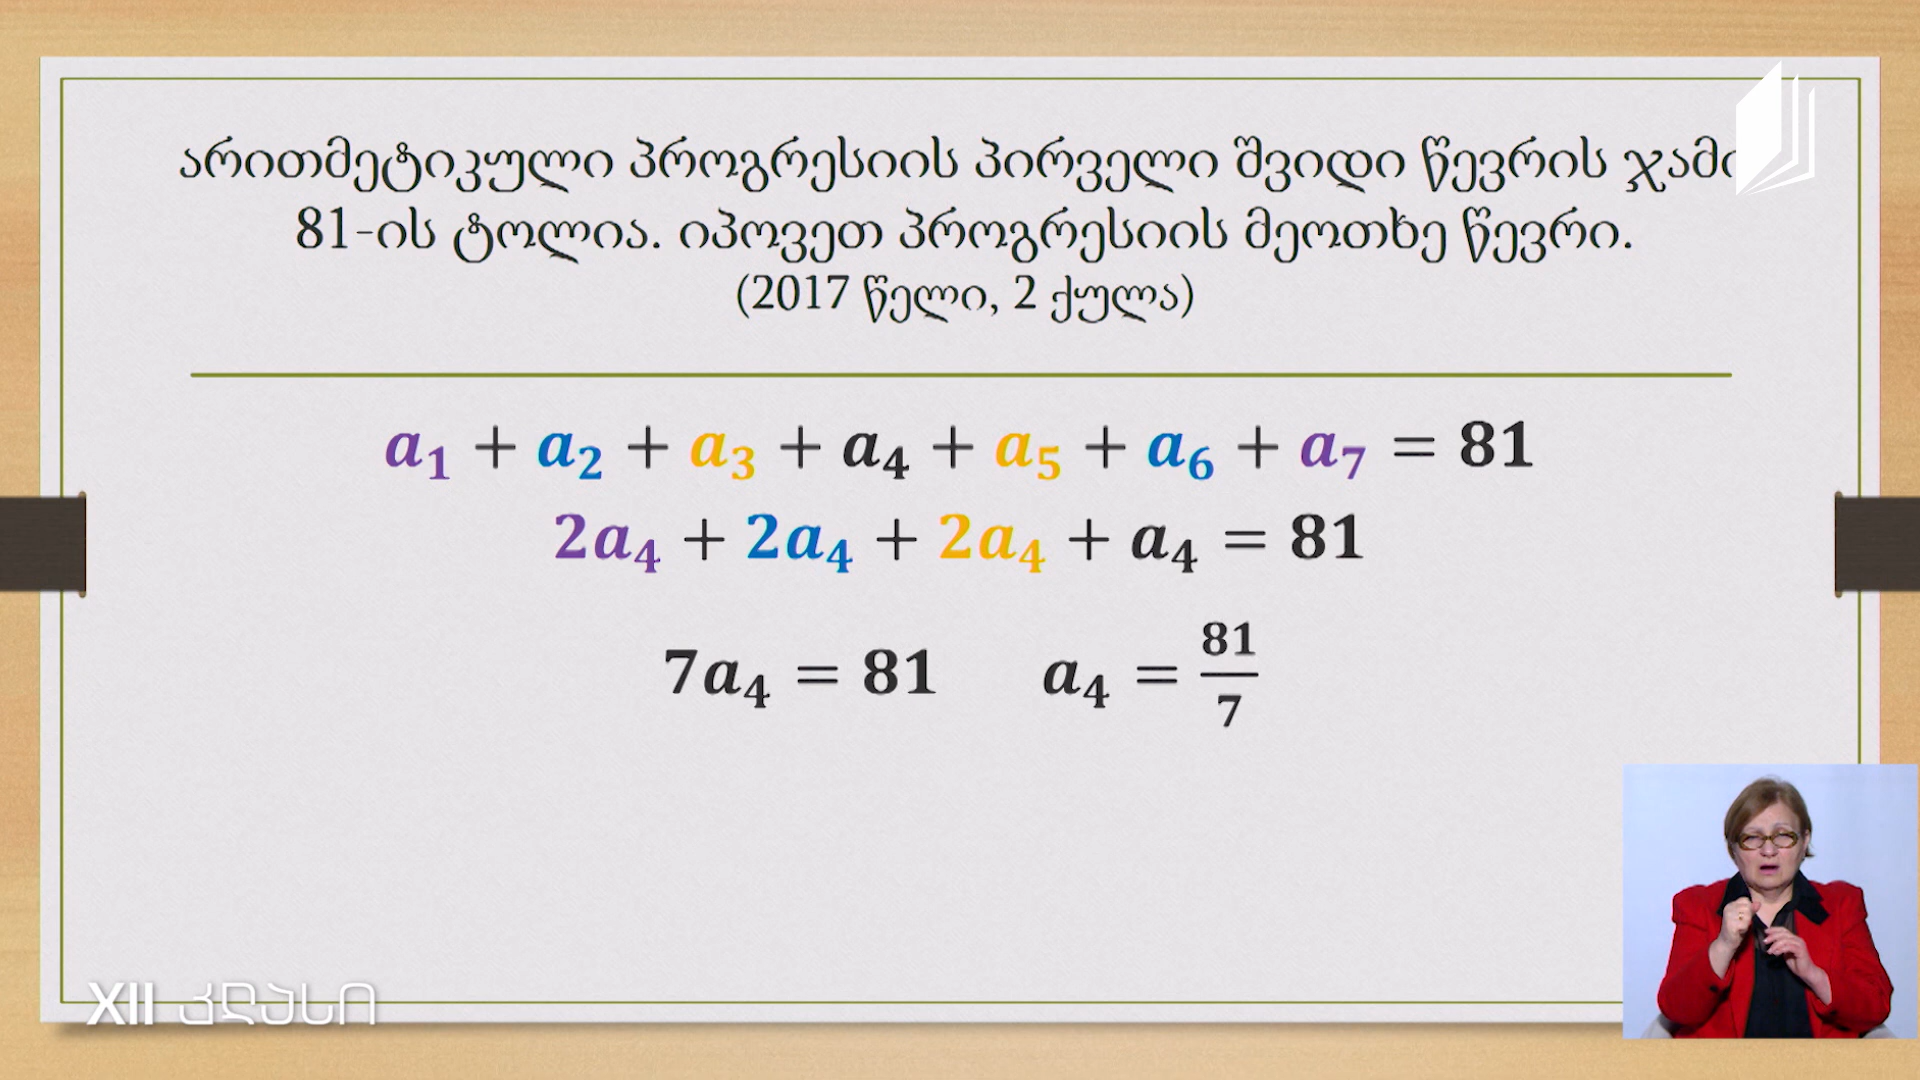 არითმეტიკული პროგრესიის პირველი შვიდი წევრის ჯამი
81-ის ტოლია. იპოვეთ პროგრესიის მეოთხე წევრი.
(2017 წელი, 2 ქულა)
a₁ + a₂ + a₃ + a₄ + a₅ + a₆ + a₇ = 81
2a₄ + 2a₄ + 2a₄ + a₄ = 81
7a₄ = 81 a₄ = 81/7
XII კლასი